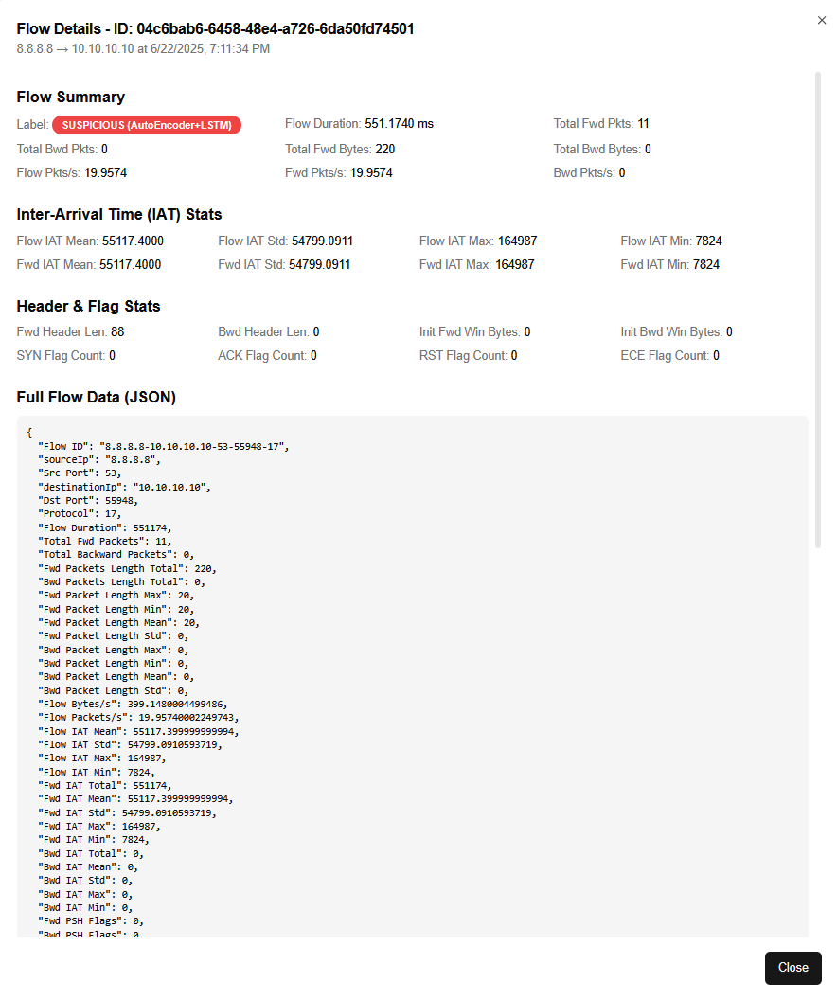 Flow Details - ID: 04c6bab6-6458-48e4-a726-6da50fd74501
8.8.8.8 → 10.10.10.10 at 6/22/2025, 7:11:34 PM
Flow Summary
Label: SUSPICIOUS (AutoEncoder+LSTM) Flow Duration: 551.1740 ms Total Fwd Pkts: 11
Total Bwd Pkts: 0 Total Fwd Bytes: 220 Total Bwd Bytes: 0
Flow Pkts/s: 19.9574 Fwd Pkts/s: 19.9574 Bwd Pkts/s: 0
Inter-Arrival Time (IAT) Stats
Flow IAT Mean: 55117.4000 Flow IAT Std: 54799.0911 Flow IAT Max: 164987 Flow IAT Min: 7824
Fwd IAT Mean: 55117.4000 Fwd IAT Std: 54799.0911 Fwd IAT Max: 164987 Fwd IAT Min: 7824
Header & Flag Stats
Fwd Header Len: 88 Bwd Header Len: 0 Init Fwd Win Bytes: 0 Init Bwd Win Bytes: 0
SYN Flag Count: 0 ACK Flag Count: 0 RST Flag Count: 0 ECE Flag Count: 0
Full Flow Data (JSON)
{
"Flow ID": "8.8.8.8-10.10.10.10-53-55948-17",
"sourceIp": "8.8.8.8",
"Src Port": 53,
"destinationIp": "10.10.10.10",
"Dst Port": 55948,
"Protocol": 17,
"Flow Duration": 551174,
"Total Fwd Packets": 11,
"Total Backward Packets": 0,
"Fwd Packets Length Total": 220,
"Bwd Packets Length Total": 0,
"Fwd Packet Length Max": 20,
"Fwd Packet Length Min": 20,
"Fwd Packet Length Mean": 20,
"Fwd Packet Length Std": 0,
"Bwd Packet Length Max": 0,
"Bwd Packet Length Min": 0,
"Bwd Packet Length Mean": 0,
"Bwd Packet Length Std": 0,
"Flow Bytes/s": 399.1480004499486,
"Flow Packets/s": 19.95740002249743,
"Flow IAT Mean": 55117.399999999994,
"Flow IAT Std": 54799.0910593719,
"Flow IAT Max": 164987,
"Flow IAT Min": 7824,
"Fwd IAT Total": 551174,
"Fwd IAT Mean": 55117.399999999994,
"Fwd IAT Std": 54799.0910593719,
"Fwd IAT Max": 164987,
"Fwd IAT Min": 7824,
"Bwd IAT Total": 0,
"Bwd IAT Mean": 0,
"Bwd IAT Std": 0,
"Bwd IAT Max": 0,
"Bwd IAT Min": 0,
"Fwd PSH Flags": 0,
"Bwd PSH Flags": 0,
Close